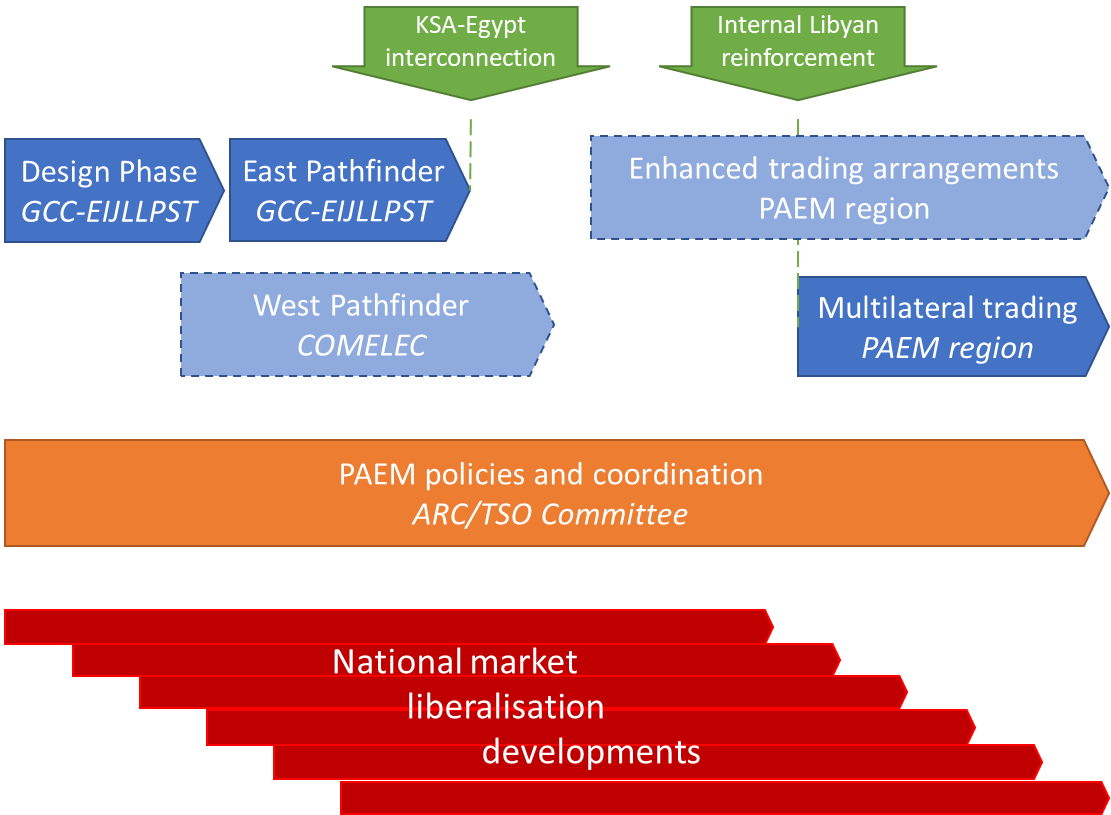 KSA-Egypt
interconnection
Internal Libyan
reinforcement
Design Phase
GCC-EIJLLPST
East Pathfinder
GCC-EIJLLPST
Enhanced trading arrangements
PAEM region
West Pathfinder
COMELEC
Multilateral trading
PAEM region
PAEM policies and coordination
ARC/TSO Committee
National market
liberalisation
developments